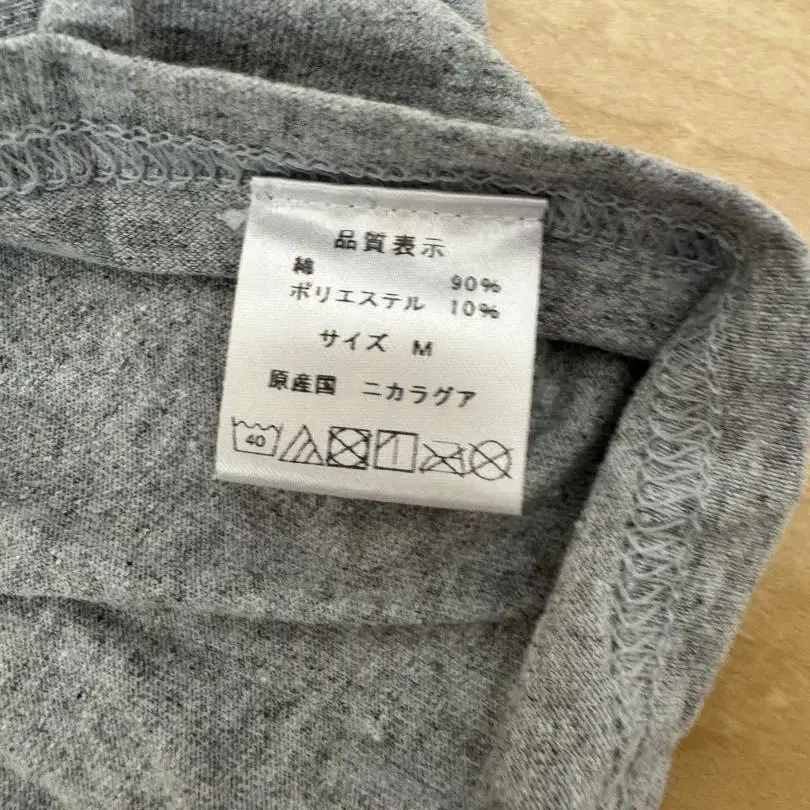 品質表示
綿 90%
ポリエステル 10%
サイズ M
原産国 ニカラグア
40